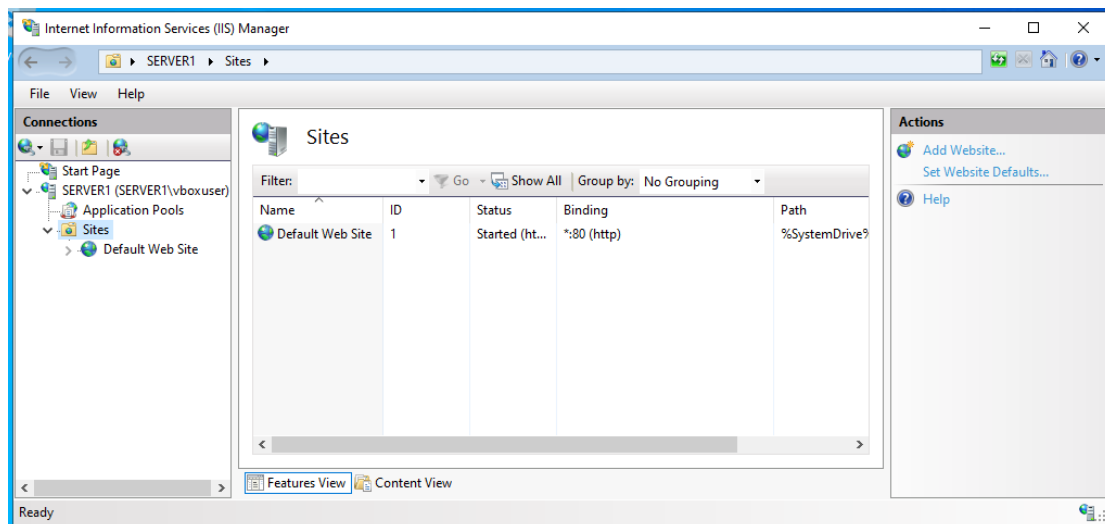 Internet Information Services (IIS) Manager
SERVER1 Sites
File View Help
Connections
Start Page
SERVER1 (SERVER1\vboxuser)
Application Pools
Sites
Default Web Site
Sites
Filter: Go Show All Group by: No Grouping
Name ID Status Binding Path
Default Web Site 1 Started (ht... *:80 (http) %SystemDrive%
Features View Content View
Actions
Add Website...
Set Website Defaults...
Help
Ready